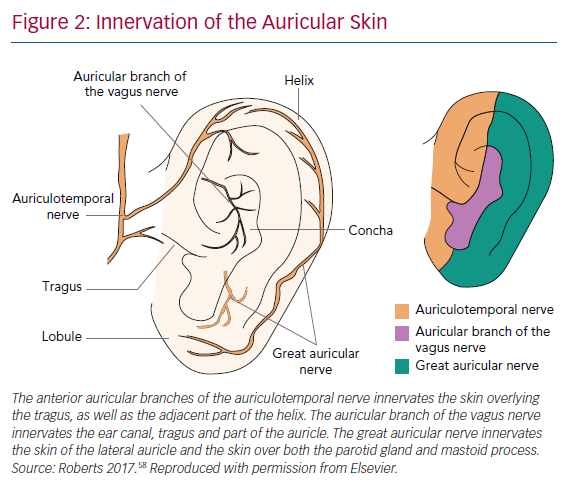 Figure 2: Innervation of the Auricular Skin
Auricular branch of
the vagus nerve
Helix
Auriculotemporal
nerve
Concha
Tragus
Lobule
Great auricular
nerve
Auriculotemporal nerve
Auricular branch of the
vagus nerve
Great auricular nerve
The anterior auricular branches of the auriculotemporal nerve innervates the skin overlying
the tragus, as well as the adjacent part of the helix. The auricular branch of the vagus nerve
innervates the ear canal, tragus and part of the auricle. The great auricular nerve innervates
the skin of the lateral auricle and the skin over both the parotid gland and mastoid process.
Source: Roberts 2017.⁵⁸ Reproduced with permission from Elsevier.